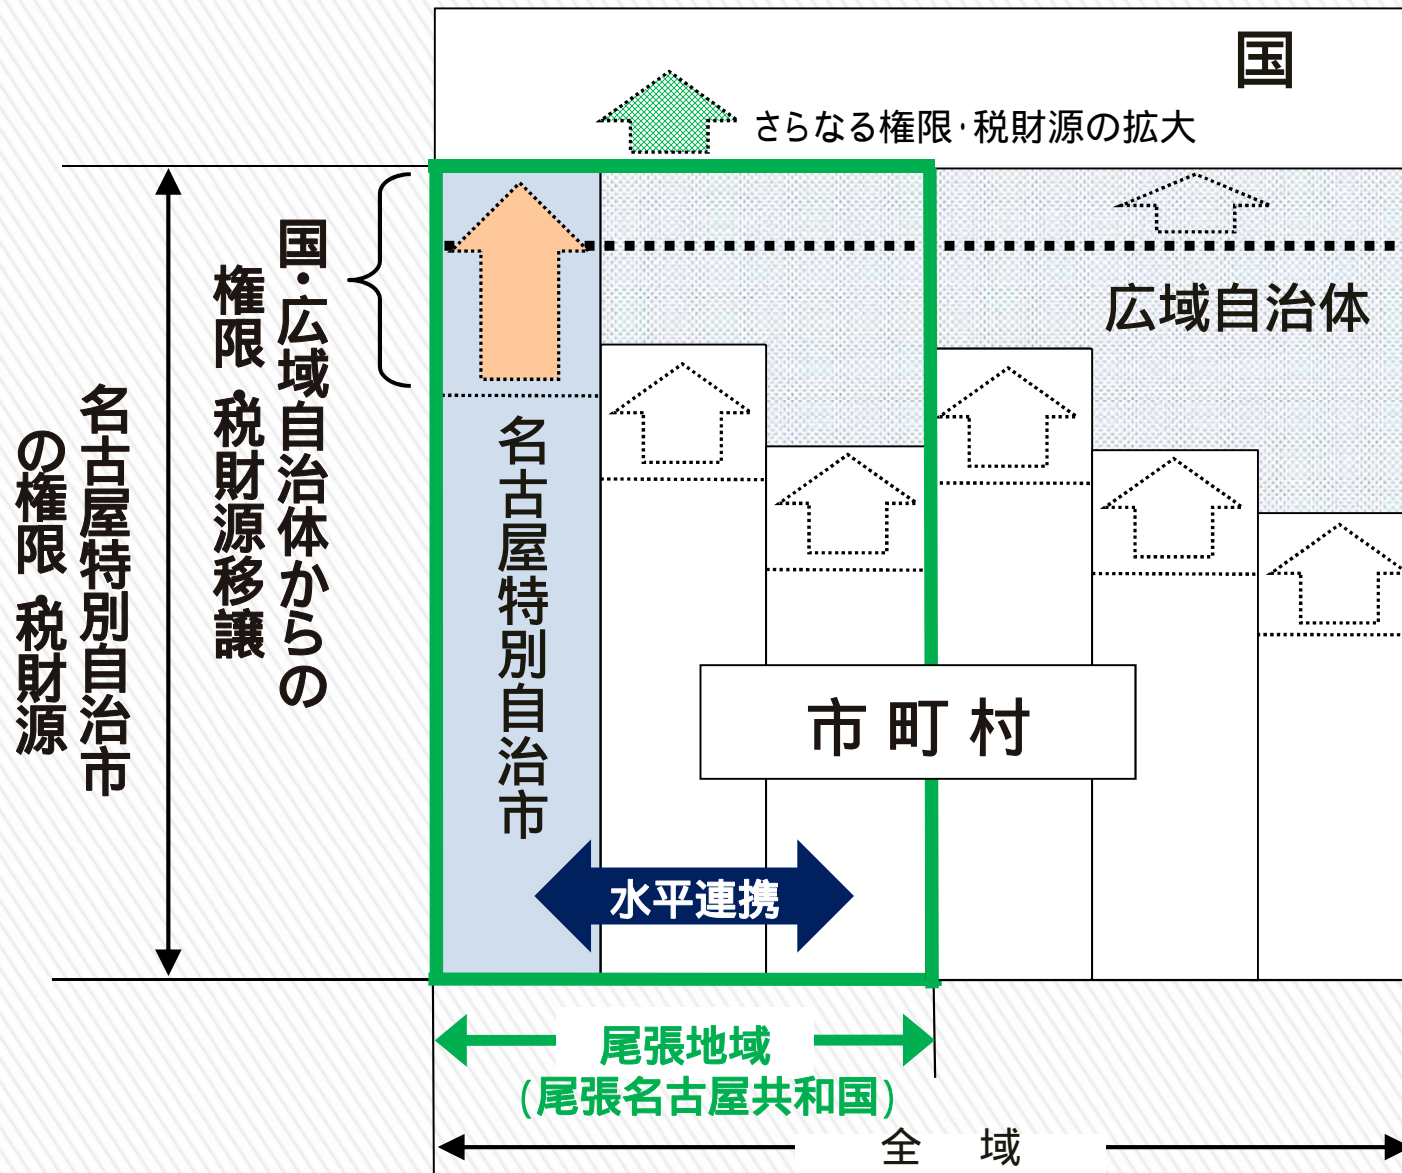 国
さらなる権限・税財源の拡大
国・広域自治体からの
権限・税財源移譲
名古屋特別自治市
の権限・税財源
広域自治体
名古屋特別自治市
市町村
水平連携
尾張地域
(尾張名古屋共和国)
全　域